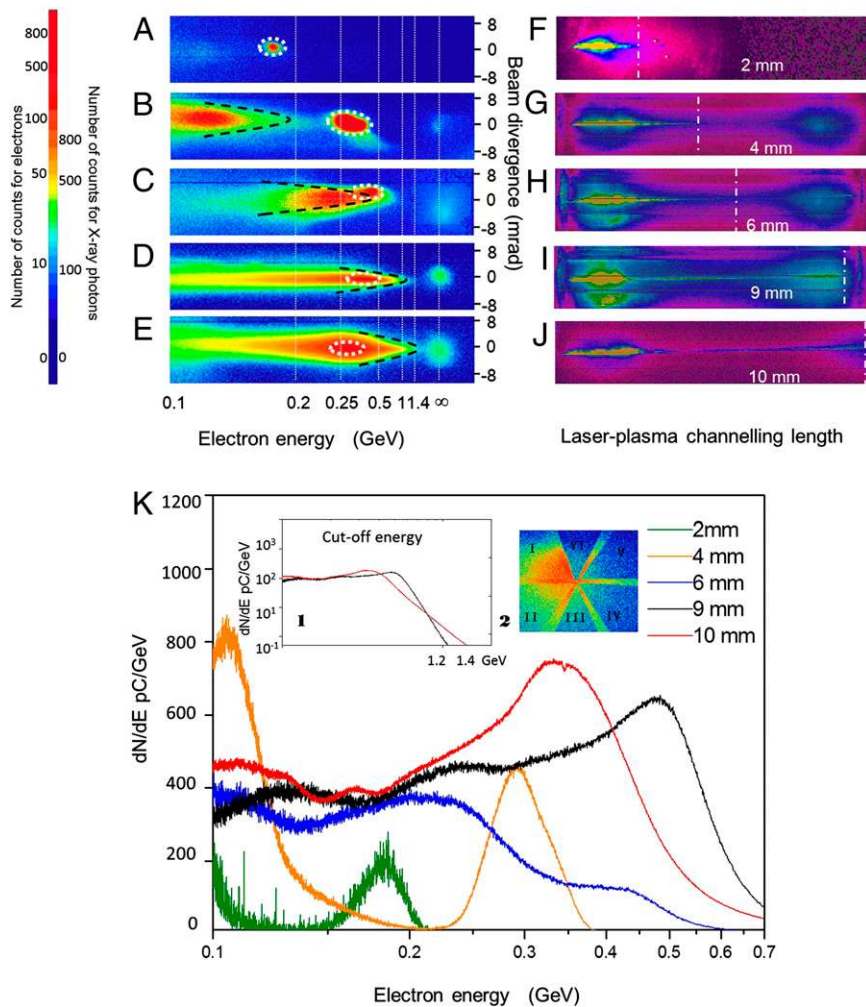 Number of counts for electrons
800
500
100
50
10
0
Number of counts for X-ray photons
800
500
100
0
A
B
C
D
E
8
0
-8
8
0
-8
8
0
-8
8
0
-8
8
0
-8
Beam divergence (mrad)
0.1 0.2 0.25 0.5 11.4 ∞
Electron energy (GeV)
F
2 mm
G
4 mm
H
6 mm
I
9 mm
J
10 mm
Laser-plasma channelling length
K
1200
1000
800
600
400
200
0
dN/dE pC/GeV
0.1 0.2 0.3 0.4 0.5 0.6 0.7
Electron energy (GeV)
Cut-off energy
dN/dE pC/GeV
10³
10²
10¹
10⁻¹
1
1.2 1.4 GeV
2
I
II
III
IV
V
VI
2mm
4 mm
6 mm
9 mm
10 mm